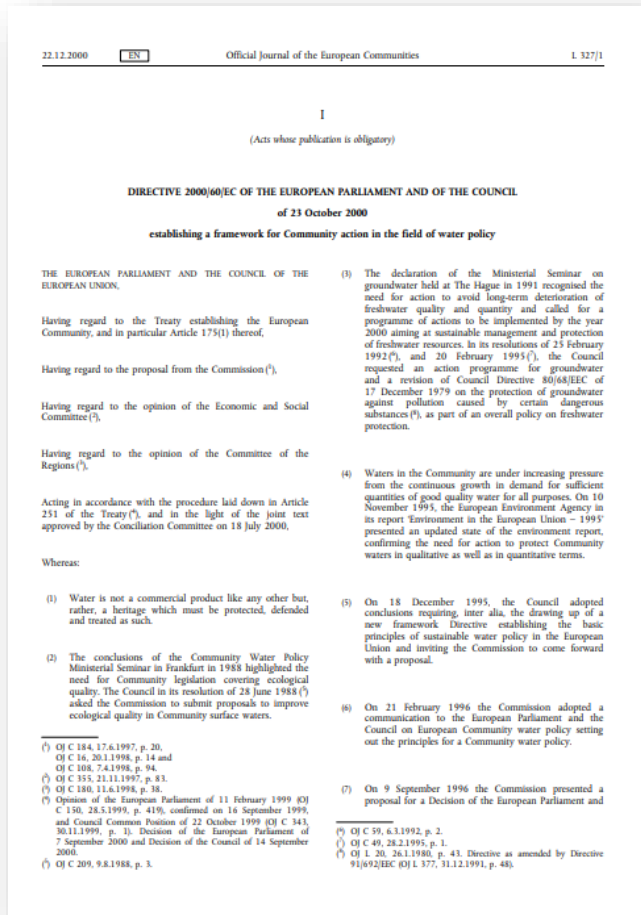 22.12.2000 EN Official Journal of the European Communities L 327/1
I
(Acts whose publication is obligatory)
DIRECTIVE 2000/60/EC OF THE EUROPEAN PARLIAMENT AND OF THE COUNCIL
of 23 October 2000
establishing a framework for Community action in the field of water policy
THE EUROPEAN PARLIAMENT AND THE COUNCIL OF THE
EUROPEAN UNION,
Having regard to the Treaty establishing the European
Community, and in particular Article 175(1) thereof,
Having regard to the proposal from the Commission (1),
Having regard to the opinion of the Economic and Social
Committee (2),
Having regard to the opinion of the Committee of the
Regions (3),
Acting in accordance with the procedure laid down in Article
251 of the Treaty (4), and in the light of the joint text
approved by the Conciliation Committee on 18 July 2000,
Whereas:
(1) Water is not a commercial product like any other but,
rather, a heritage which must be protected, defended
and treated as such.
(2) The conclusions of the Community Water Policy
Ministerial Seminar in Frankfurt in 1988 highlighted the
need for Community legislation covering ecological
quality. The Council in its resolution of 28 June 1988 (5)
asked the Commission to submit proposals to improve
ecological quality in Community surface waters.
(1) OJ C 184, 17.6.1997, p. 20,
OJ C 16, 20.1.1998, p. 14 and
OJ C 108, 7.4.1998, p. 94.
(2) OJ C 355, 21.11.1997, p. 83.
(3) OJ C 180, 11.6.1998, p. 38.
(4) Opinion of the European Parliament of 11 February 1999 (OJ
C 150, 28.5.1999, p. 419), confirmed on 16 September 1999,
and Council Common Position of 22 October 1999 (OJ C 343,
30.11.1999, p. 1). Decision of the European Parliament of
7 September 2000 and Decision of the Council of 14 September
2000.
(5) OJ C 209, 9.8.1988, p. 3.
(3) The declaration of the Ministerial Seminar on
groundwater held at The Hague in 1991 recognised the
need for action to avoid long-term deterioration of
freshwater quality and quantity and called for a
programme of actions to be implemented by the year
2000 aiming at sustainable management and protection
of freshwater resources. In its resolutions of 25 February
1992 (6), and 20 February 1995 (7), the Council
requested an action programme for groundwater
and a revision of Council Directive 80/68/EEC of
17 December 1979 on the protection of groundwater
against pollution caused by certain dangerous
substances (8), as part of an overall policy on freshwater
protection.
(4) Waters in the Community are under increasing pressure
from the continuous growth in demand for sufficient
quantities of good quality water for all purposes. On 10
November 1995, the European Environment Agency in
its report 'Environment in the European Union – 1995'
presented an updated state of the environment report,
confirming the need for action to protect Community
waters in qualitative as well as in quantitative terms.
(5) On 18 December 1995, the Council adopted
conclusions requiring, inter alia, the drawing up of a
new framework Directive establishing the basic
principles of sustainable water policy in the European
Union and inviting the Commission to come forward
with a proposal.
(6) On 21 February 1996 the Commission adopted a
communication to the European Parliament and the
Council on European Community water policy setting
out the principles for a Community water policy.
(7) On 9 September 1996 the Commission presented a
proposal for a Decision of the European Parliament and
(6) OJ C 59, 6.3.1992, p. 2.
(7) OJ C 49, 28.2.1995, p. 1.
(8) OJ L 20, 26.1.1980, p. 43. Directive as amended by Directive
91/692/EEC (OJ L 377, 31.12.1991, p. 48).